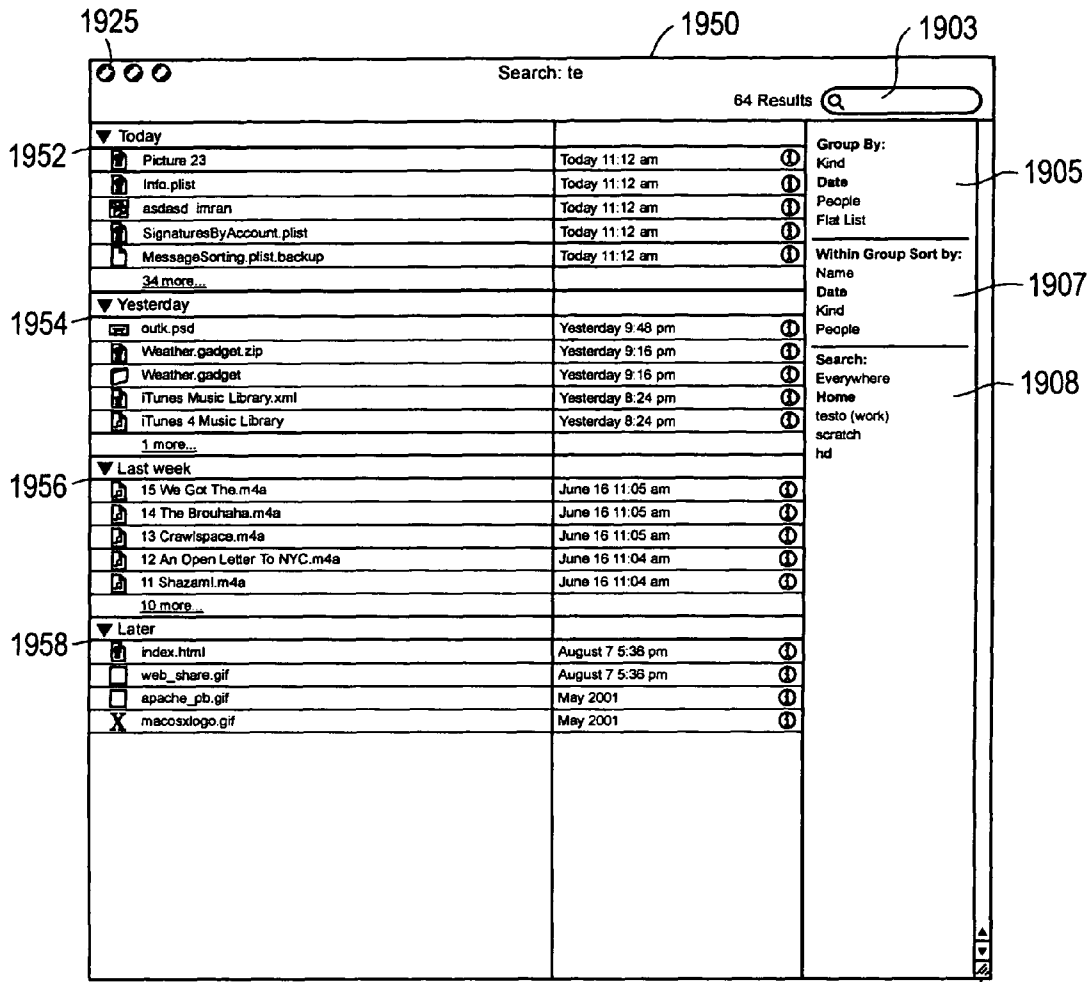 1925
1950
1903
Search: te
64 Results
Today
1952
Picture 23 Today 11:12 am
Info.plist Today 11:12 am
asdasd imran Today 11:12 am
SignaturesByAccount.plist Today 11:12 am
MessageSorting.plist.backup Today 11:12 am
34 more...
Yesterday
1954
outk.psd Yesterday 9:48 pm
Weather.gadget.zip Yesterday 9:16 pm
Weather.gadget Yesterday 9:16 pm
iTunes Music Library.xml Yesterday 8:24 pm
iTunes 4 Music Library Yesterday 8:24 pm
1 more...
Last week
1956
15 We Got The.m4a June 16 11:05 am
14 The Brouhaha.m4a June 16 11:05 am
13 Crawlspace.m4a June 16 11:05 am
12 An Open Letter To NYC.m4a June 16 11:04 am
11 Shazam!.m4a June 16 11:04 am
10 more...
Later
1958
index.html August 7 5:36 pm
web_share.gif August 7 5:36 pm
apache_pb.gif May 2001
X macosxlogo.gif May 2001
Group By:
Kind
Date
People
Flat List
1905
Within Group Sort by:
Name
Date
Kind
People
1907
Search:
Everywhere
Home
testo (work)
scratch
hd
1908